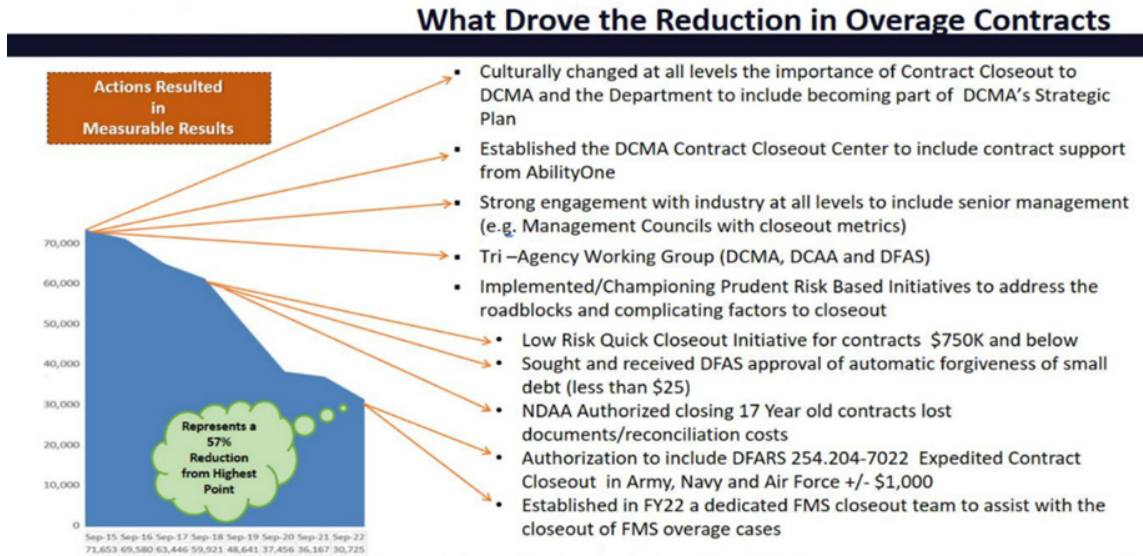 What Drove the Reduction in Overage Contracts
Actions Resulted
in
Measurable Results
▪ Culturally changed at all levels the importance of Contract Closeout to
DCMA and the Department to include becoming part of DCMA's Strategic
Plan
▪ Established the DCMA Contract Closeout Center to include contract support
from AbilityOne
▪ Strong engagement with industry at all levels to include senior management
(e.g. Management Councils with closeout metrics)
▪ Tri –Agency Working Group (DCMA, DCAA and DFAS)
▪ Implemented/Championing Prudent Risk Based Initiatives to address the
roadblocks and complicating factors to closeout
• Low Risk Quick Closeout Initiative for contracts $750K and below
• Sought and received DFAS approval of automatic forgiveness of small
debt (less than $25)
• NDAA Authorized closing 17 Year old contracts lost
documents/reconciliation costs
• Authorization to include DFARS 254.204-7022 Expedited Contract
Closeout in Army, Navy and Air Force +/- $1,000
• Established in FY22 a dedicated FMS closeout team to assist with the
closeout of FMS overage cases
70,000
60,000
50,000
40,000
30,000
20,000
10,000
0
Represents a
57%
Reduction
from Highest
Point
Sep-15 Sep-16 Sep-17 Sep-18 Sep-19 Sep-20 Sep-21 Sep-22
71,653 69,580 63,446 59,921 48,641 37,456 36,167 30,725